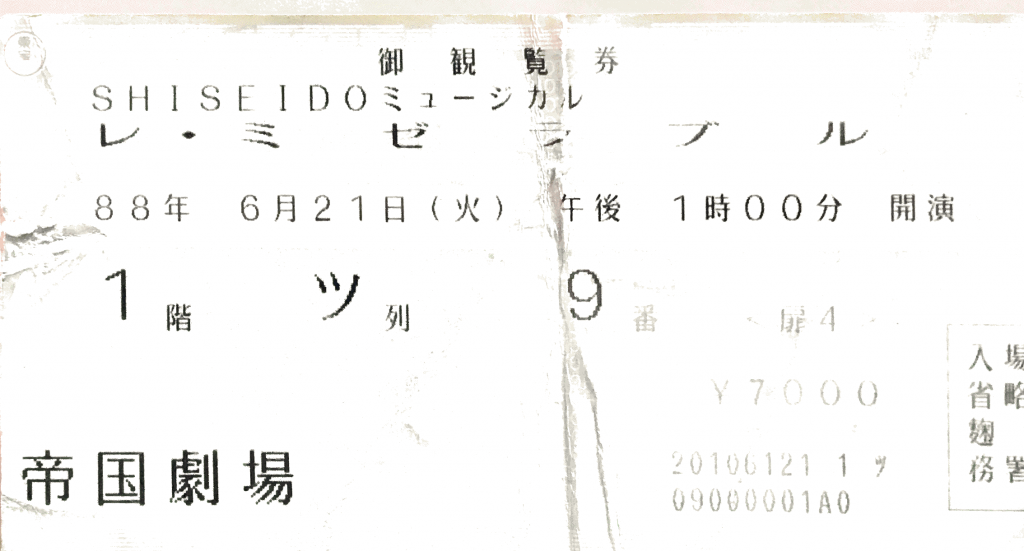 御観覧券
SHISEIDOミュージカル
レ・ミゼラブル
88年 6月21日(火) 午後 1時00分 開演
1階 ツ列 9番 扉4
¥7000
帝国劇場
20106121 1 ツ
09000001A0
入場
省略
麹
務署